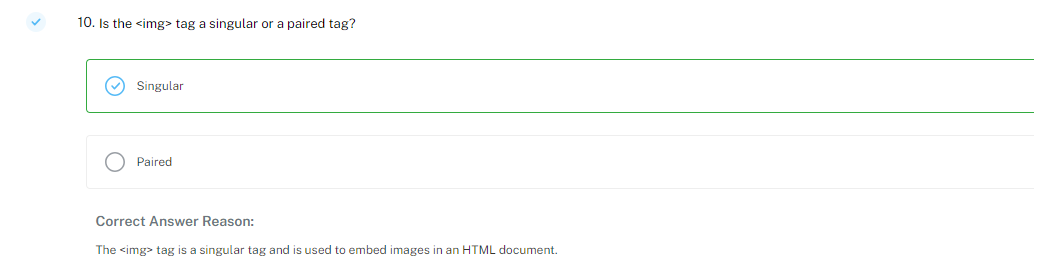 10. Is the <img> tag a singular or a paired tag?
Singular
Paired
Correct Answer Reason:
The <img> tag is a singular tag and is used to embed images in an HTML document.